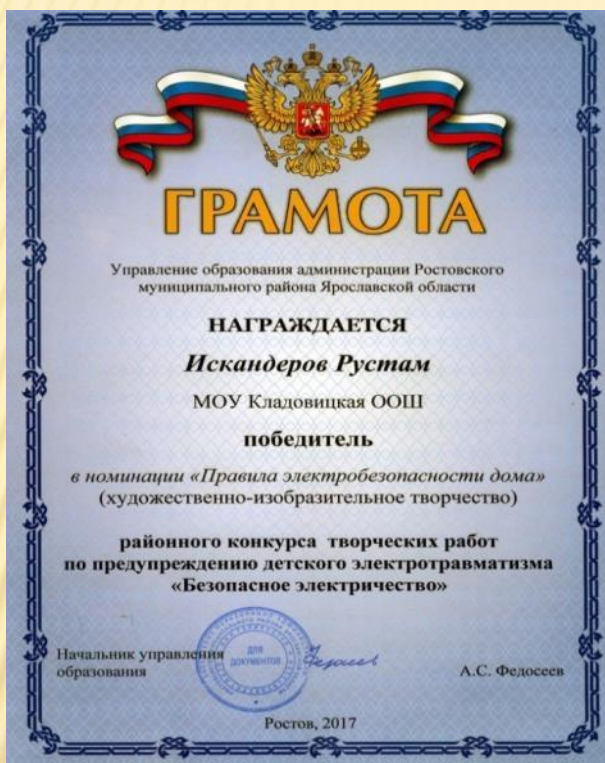 ГРАМОТА
Управление образования администрации Ростовского
муниципального района Ярославской области
НАГРАЖДАЕТСЯ
Искандеров Рустам
МОУ Кладовицкая ООШ
победитель
в номинации «Правила электробезопасности дома»
(художественно-изобразительное творчество)
районного конкурса творческих работ
по предупреждению детского электротравматизма
«Безопасное электричество»
Начальник управления
образования
ДЛЯ
ДОКУМЕНТОВ
А.С. Федосеев
Ростов, 2017